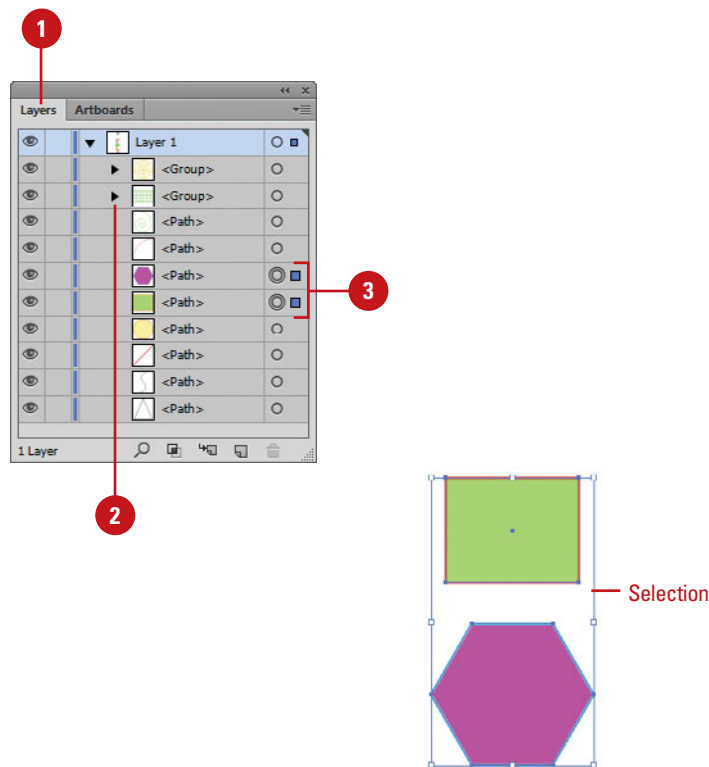 1
Layers Artboards
Layer 1
<Group>
<Group>
<Path>
<Path>
<Path>
3
<Path>
<Path>
<Path>
<Path>
<Path>
1 Layer
2
Selection